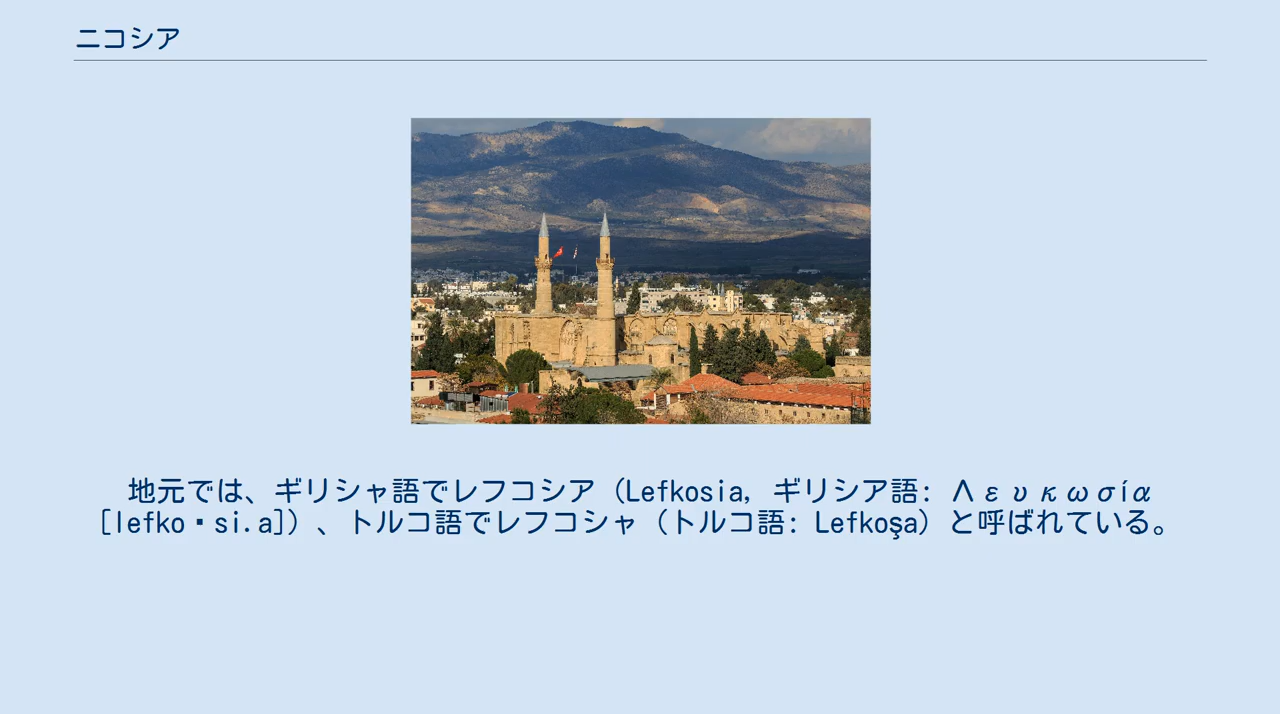 ニコシア
地元では、ギリシャ語でレフコシア（Lefkosia, ギリシア語: Λευκωσία
[lefko▪si.a]）、トルコ語でレフコシャ（トルコ語: Lefkoşa）と呼ばれている。